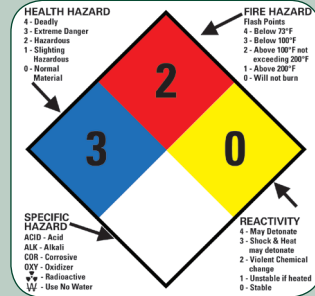 HEALTH HAZARD
4 - Deadly
3 - Extreme Danger
2 - Hazardous
1 - Slighting
Hazardous
0 - Normal
Material
FIRE HAZARD
Flash Points
4 - Below 73°F
3 - Below 100°F
2 - Above 100°F not
exceeding 200°F
1 - Above 200°F
0 - Will not burn
2
3
0
SPECIFIC
HAZARD
ACID - Acid
ALK - Alkali
COR - Corrosive
OXY - Oxidizer
☢ - Radioactive
W - Use No Water
REACTIVITY
4 - May Detonate
3 - Shock & Heat
may detonate
2 - Violent Chemical
change
1 - Unstable if heated
0 - Stable